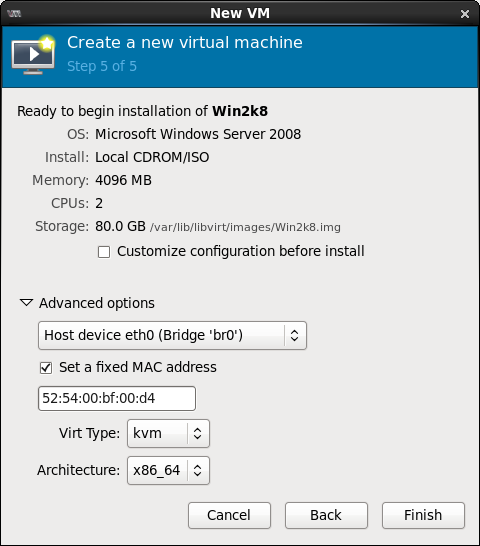 New VM
Create a new virtual machine
Step 5 of 5
Ready to begin installation of Win2k8
OS: Microsoft Windows Server 2008
Install: Local CDROM/ISO
Memory: 4096 MB
CPUs: 2
Storage: 80.0 GB /var/lib/libvirt/images/Win2k8.img
Customize configuration before install
Advanced options
Host device eth0 (Bridge 'br0')
Set a fixed MAC address
52:54:00:bf:00:d4
Virt Type: kvm
Architecture: x86_64
Cancel Back Finish